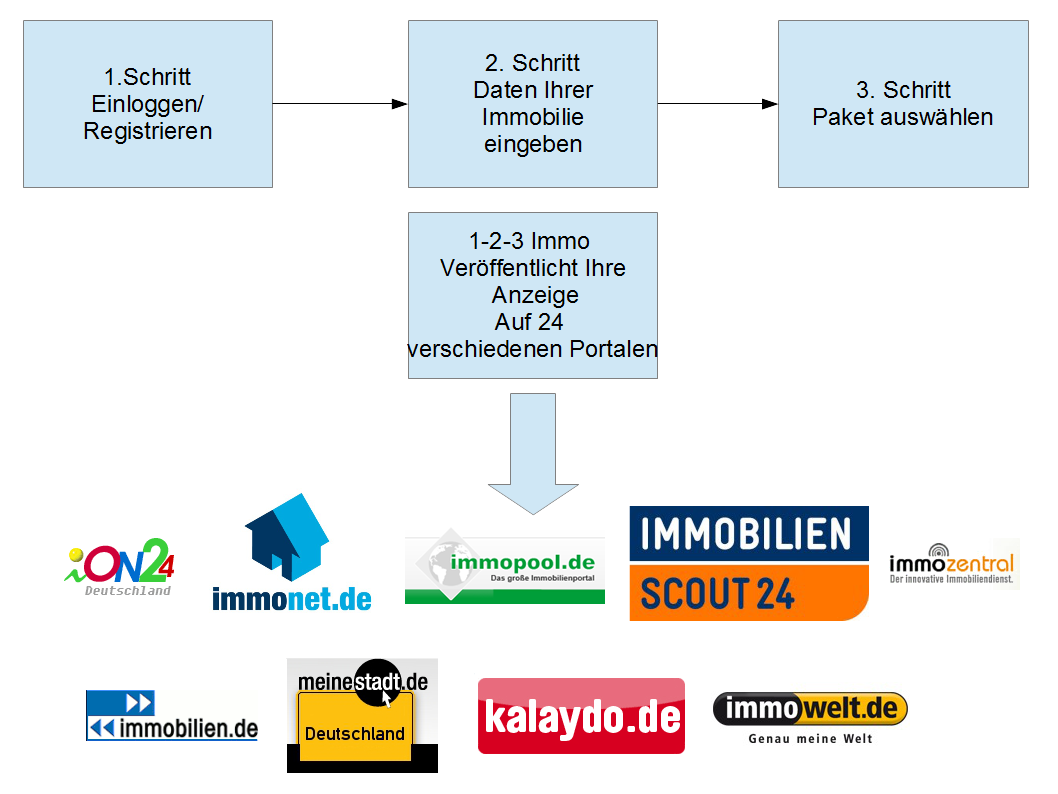 1.Schritt
Einloggen/
Registrieren
2. Schritt
Daten Ihrer
Immobilie
eingeben
3. Schritt
Paket auswählen
1-2-3 Immo
Veröffentlicht Ihre
Anzeige
Auf 24
verschiedenen Portalen
iON24
Deutschland
immonet.de
immopool.de
Das große Immobilienportal
IMMOBILIEN
SCOUT 24
immozentral
Der innovative Immobiliendienst.
immobilien.de
meinestadt.de
Deutschland
kalaydo.de
immowelt.de
Genau meine Welt